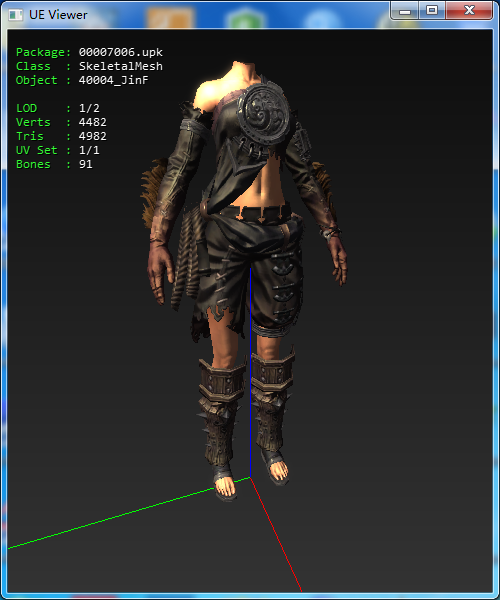 UE Viewer
Package: 00007006.upk
Class : SkeletalMesh
Object : 40004_JinF
LOD : 1/2
Verts : 4482
Tris : 4982
UV Set : 1/1
Bones : 91